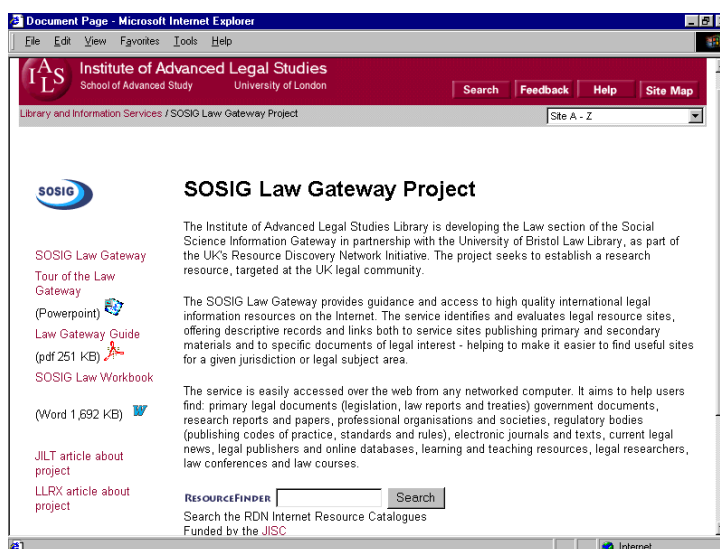 Document Page - Microsoft Internet Explorer
File Edit View Favorites Tools Help
IALS
Institute of Advanced Legal Studies
School of Advanced Study University of London
Search Feedback Help Site Map
Library and Information Services / SOSIG Law Gateway Project
Site A - Z
SOSIG
SOSIG Law Gateway
Tour of the Law
Gateway
(Powerpoint)
Law Gateway Guide
(pdf 251 KB)
SOSIG Law Workbook
(Word 1,692 KB)
JILT article about
project
LLRX article about
project
SOSIG Law Gateway Project
The Institute of Advanced Legal Studies Library is developing the Law section of the Social
Science Information Gateway in partnership with the University of Bristol Law Library, as part of
the UK's Resource Discovery Network Initiative. The project seeks to establish a research
resource, targeted at the UK legal community.
The SOSIG Law Gateway provides guidance and access to high quality international legal
information resources on the Internet. The service identifies and evaluates legal resource sites,
offering descriptive records and links both to service sites publishing primary and secondary
materials and to specific documents of legal interest - helping to make it easier to find useful sites
for a given jurisdiction or legal subject area.
The service is easily accessed over the web from any networked computer. It aims to help users
find: primary legal documents (legislation, law reports and treaties) government documents,
research reports and papers, professional organisations and societies, regulatory bodies
(publishing codes of practice, standards and rules), electronic journals and texts, current legal
news, legal publishers and online databases, learning and teaching resources, legal researchers,
law conferences and law courses.
RESOURCEFINDER Search
Search the RDN Internet Resource Catalogues
Funded by the JISC
Internet